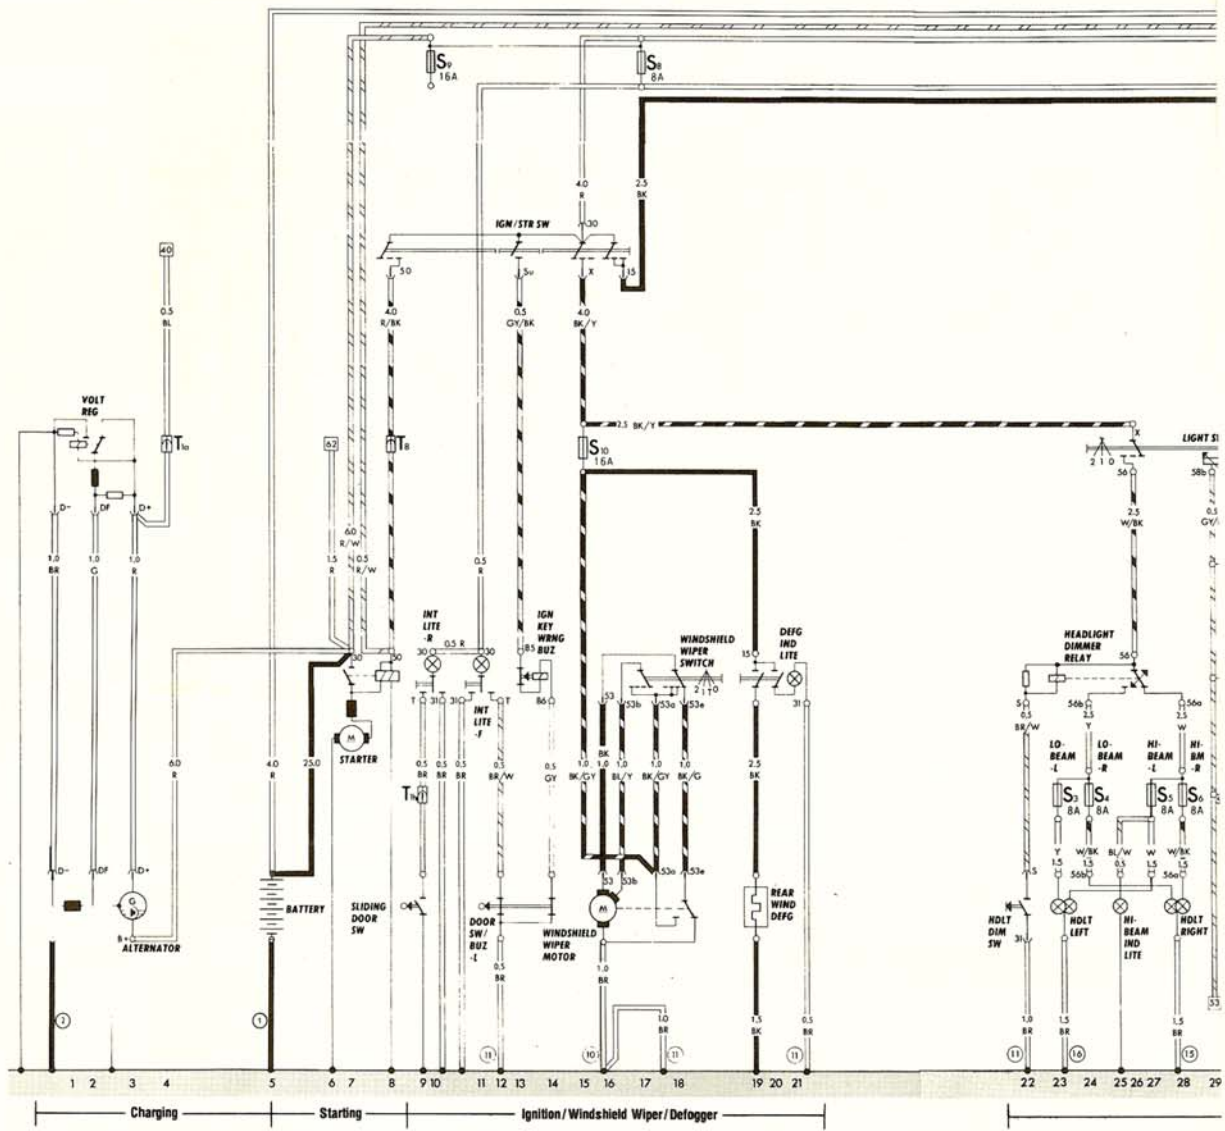 S9
16A
S8
8A
4.0
R
2.5
BK
30
IGN/STR SW
50
Su
X
15
40
0.5
BL
4.0
R/BK
0.5
GY/BK
4.0
BK/Y
VOLT
REG
T1a
62
T8
2.5 BK/Y
S10
16A
X
2 1 0
LIGHT S
56
58b
D-
DF
D+
6.0
R/W
2.5
BK
2.5
W/BK
0.5
GY/
1.0
BR
1.0
G
1.0
R
1.5
R
0.5
R/W
0.5
R
INT
LITE
-R
0.5 R
IGN
KEY
WRNG
BUZ
WINDSHIELD
WIPER
SWITCH
DEFG
IND
LITE
HEADLIGHT
DIMMER
RELAY
30
50
30
30
85
15
56
2 1 0
T
31
31
T
86
53
53b
53a
53e
31
S
56b
56a
INT
LITE
-F
M
STARTER
0.5
BR/W
2.5
Y
2.5
W
LO-
BEAM
-L
LO-
BEAM
-R
HI-
BEAM
-L
HI-
BM
-R
6.0
R
4.0
R
25.0
0.5
BR
0.5
BR
0.5
BR
0.5
BR/W
0.5
GY
1.0
BK/GY
BK
1.0
1.0
BL/Y
1.0
BK/GY
1.0
BK/G
2.5
BK
S3
8A
S4
8A
S5
8A
S6
8A
Y
1.5
W/BK
1.5
BL/W
0.5
W
1.5
W/BK
1.5
D-
DF
D+
53
53b
53a
53e
S
56b
56a
G
B+
ALTERNATOR
BATTERY
SLIDING
DOOR
SW
DOOR
SW/
BUZ
-L
WINDSHIELD
WIPER
MOTOR
M
REAR
WIND
DEFG
HDLT
DIM
SW
31
HDLT
LEFT
HI-
BEAM
IND
LITE
HDLT
RIGHT
0.5
BR
1.0
BR
53
2
1
11
10
1.0
BR
11
1.5
BK
0.5
BR
11
1.0
BR
11
1.5
BR
16
1.5
BR
15
1 2 3 4 5 6 7 8 9 10 11 12 13 14 15 16 17 18 19 20 21 22 23 24 25 26 27 28 29
Charging Starting Ignition/Windshield Wiper/Defogger